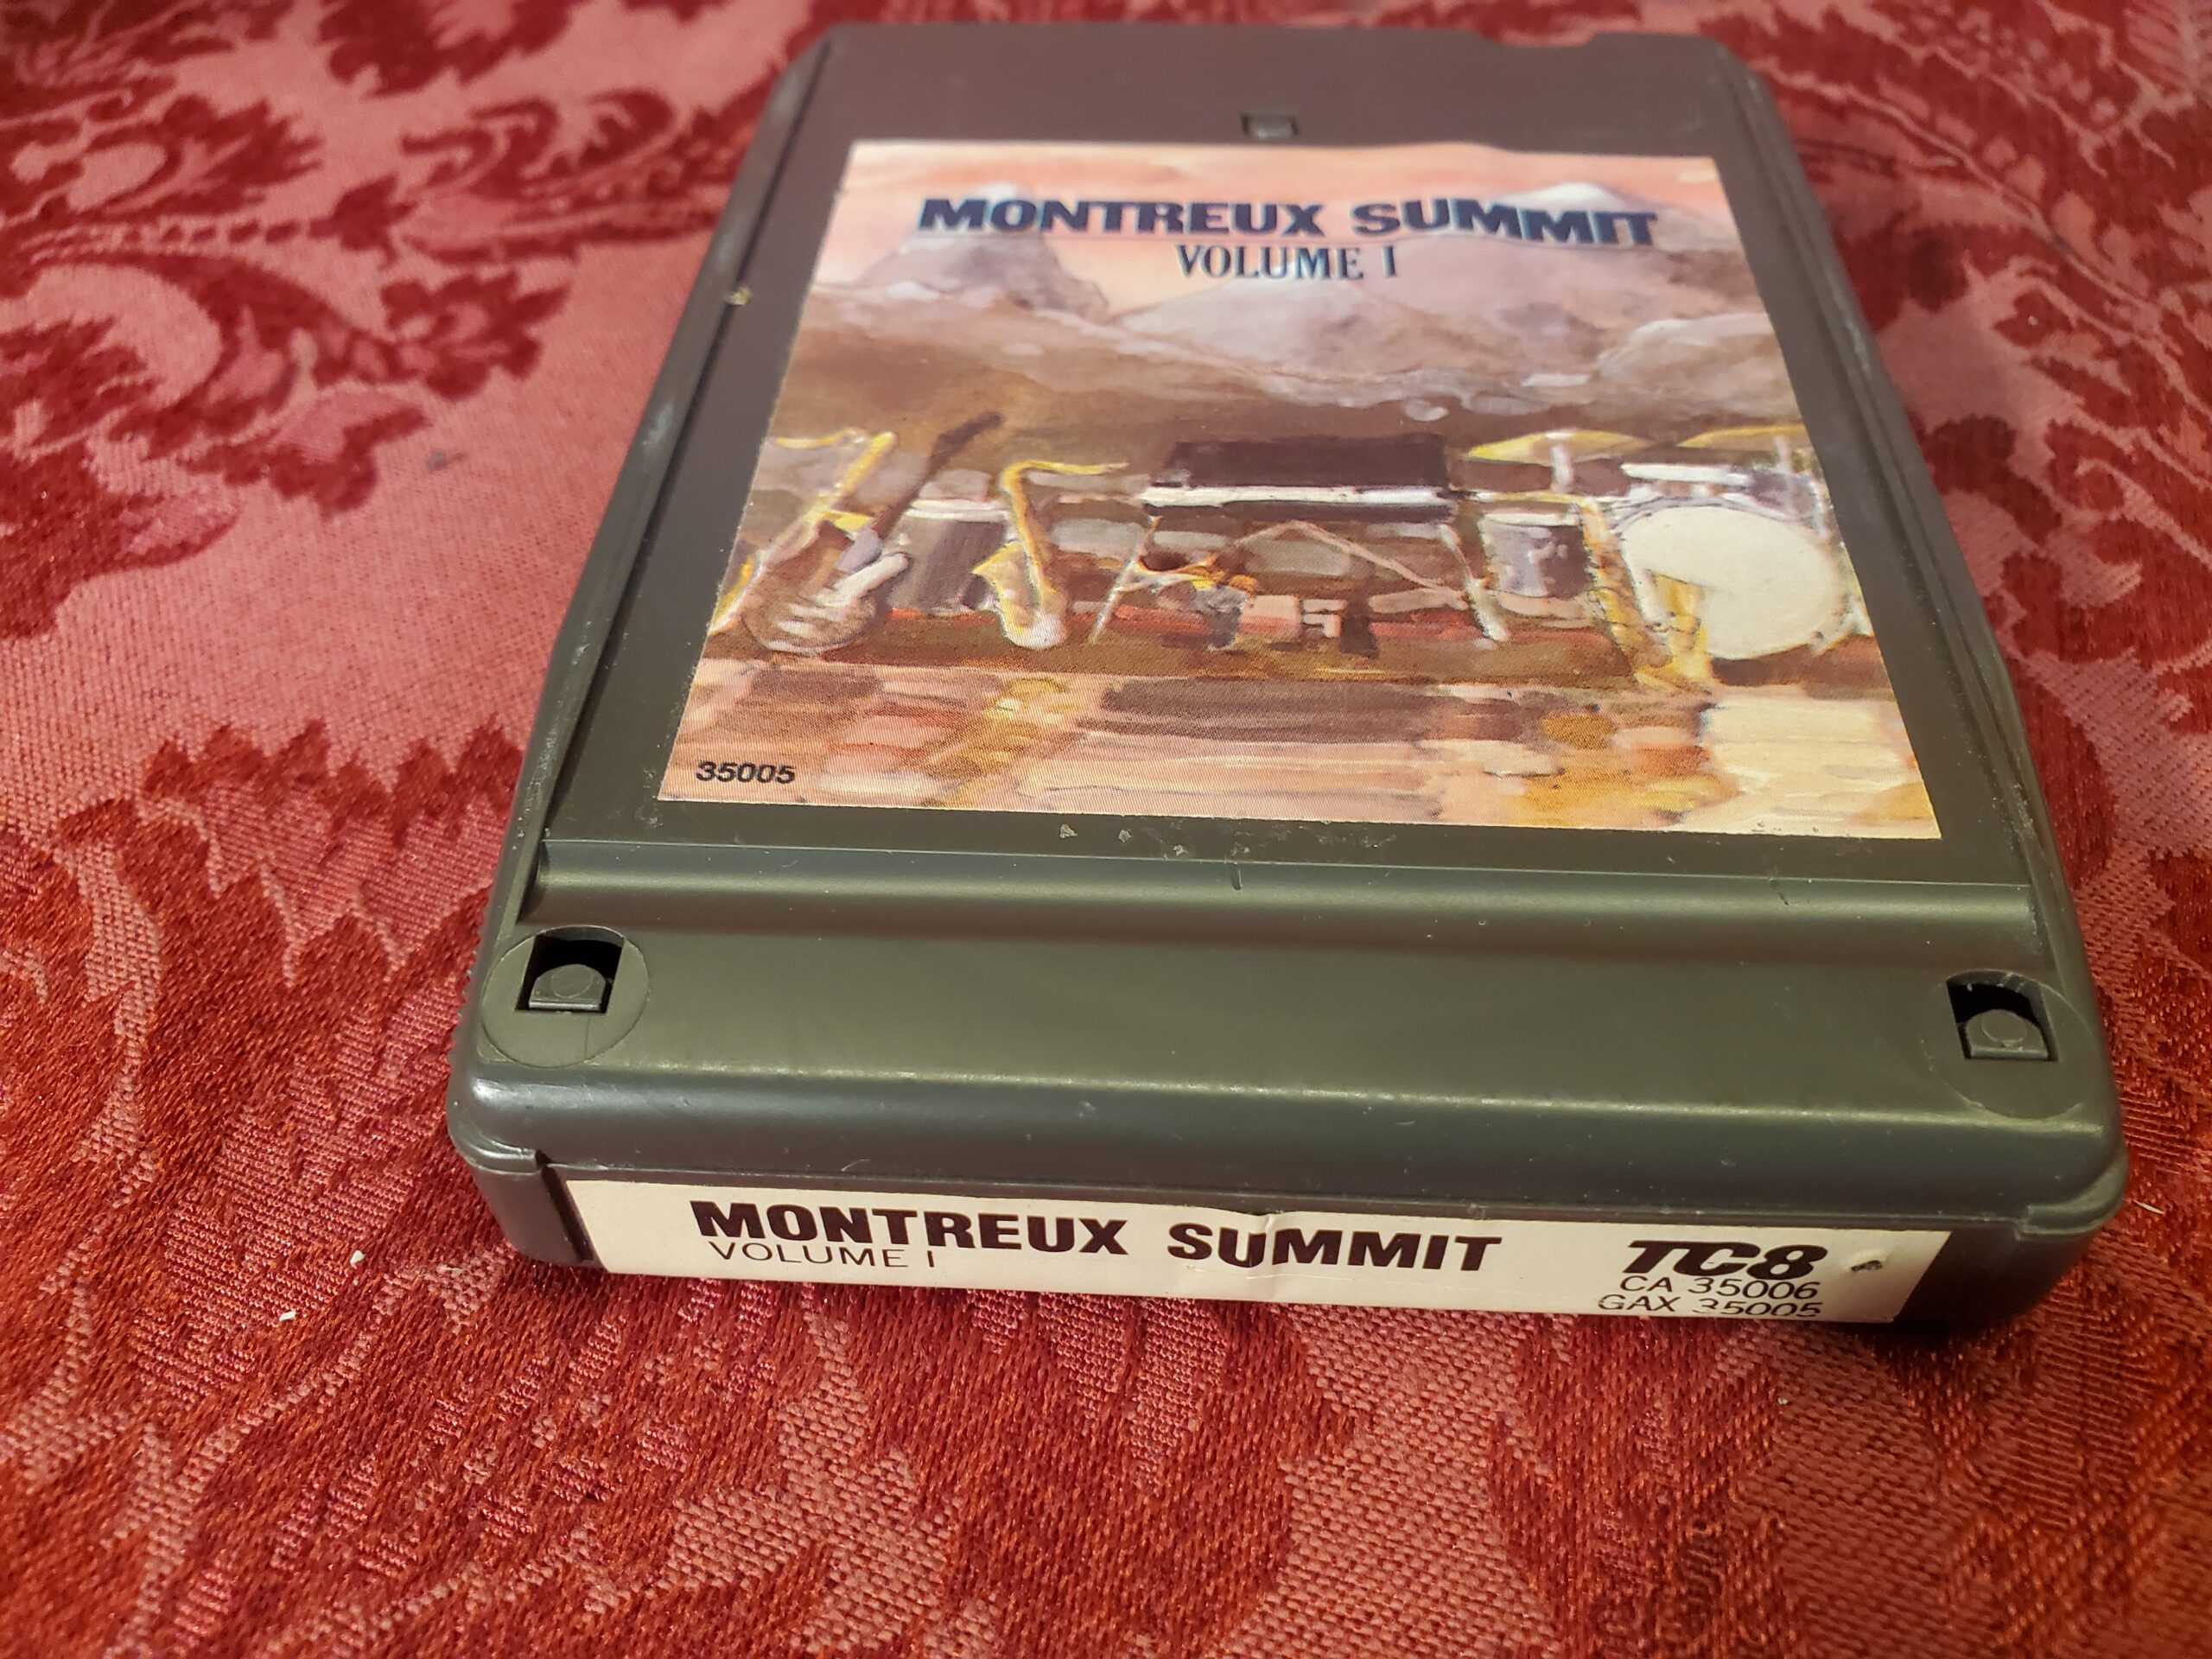 MONTREUX SUMMIT
VOLUME I
35005
MONTREUX SUMMIT
VOLUME I
TC8
CA 35006
GAX 35005